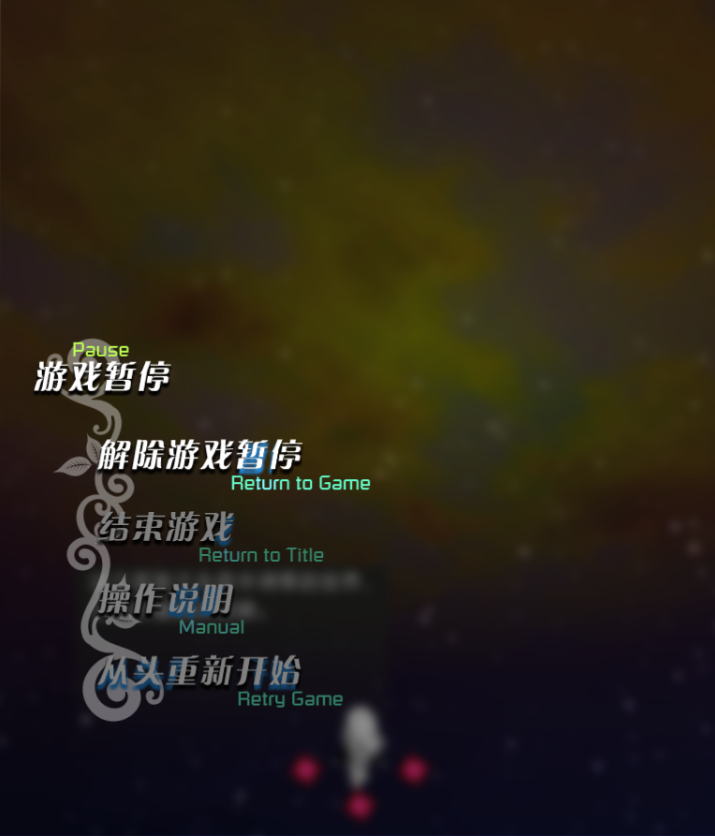 Pause
游戏暂停
解除游戏暂停
Return to Game
结束游戏
Return to Title
操作说明
Manual
从头重新开始
Retry Game